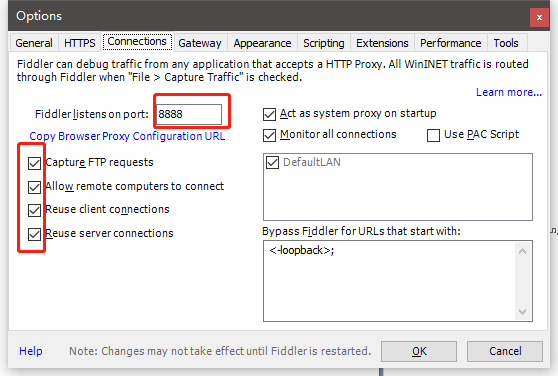 Options
x
General HTTPS Connections Gateway Appearance Scripting Extensions Performance Tools
Fiddler can debug traffic from any application that accepts a HTTP Proxy. All WinINET traffic is routed
through Fiddler when "File > Capture Traffic" is checked.
Learn more...
Fiddler listens on port: 8888
Copy Browser Proxy Configuration URL
Capture FTP requests
Allow remote computers to connect
Reuse client connections
Reuse server connections
Act as system proxy on startup
Monitor all connections Use PAC Script
DefaultLAN
Bypass Fiddler for URLs that start with:
<-loopback>;
Help Note: Changes may not take effect until Fiddler is restarted. OK Cancel